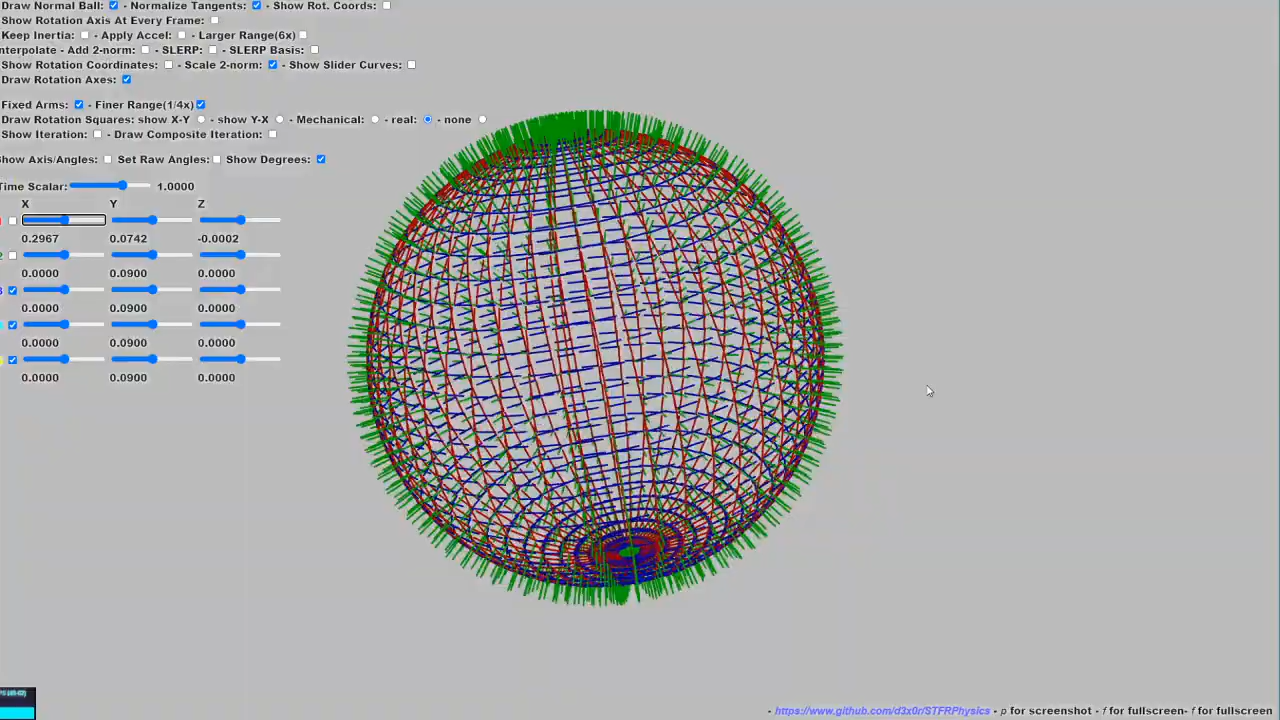 Draw Normal Ball: - Normalize Tangents: - Show Rot. Coords:
Show Rotation Axis At Every Frame:
Keep Inertia: - Apply Accel: - Larger Range(6x)
nterpolate - Add 2-norm: - SLERP: - SLERP Basis:
Show Rotation Coordinates: - Scale 2-norm: - Show Slider Curves:
Draw Rotation Axes:
Fixed Arms: - Finer Range(1/4x)
Draw Rotation Squares: show X-Y - show Y-X - Mechanical: - real: - none
Show Iteration: - Draw Composite Iteration:
Show Axis/Angles: Set Raw Angles: Show Degrees:
Time Scalar: 1.0000
X Y Z
0.2967 0.0742 -0.0002
2
0.0000 0.0900 0.0000
3
0.0000 0.0900 0.0000
0.0000 0.0900 0.0000
0.0000 0.0900 0.0000
- https://www.github.com/d3x0r/STFRPhysics - p for screenshot - f for fullscreen- f for fullscreen